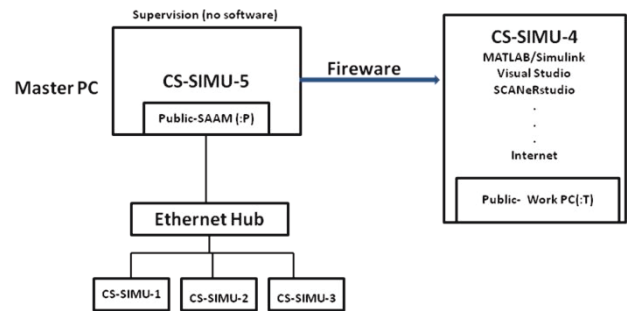 Supervision (no software)
Master PC
CS-SIMU-5
Public-SAAM (:P)
Fireware
CS-SIMU-4
MATLAB/Simulink
Visual Studio
SCANeRstudio
.
.
.
Internet
Public- Work PC(:T)
Ethernet Hub
CS-SIMU-1
CS-SIMU-2
CS-SIMU-3